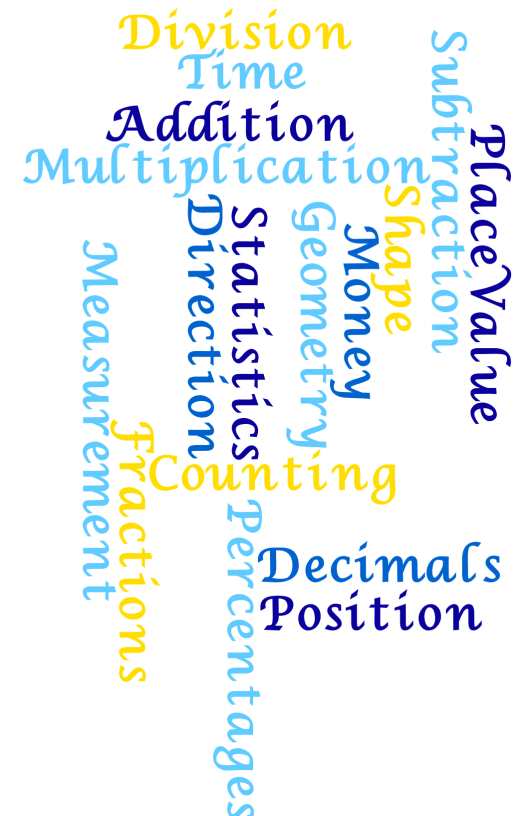 Division
Time
Subtraction
Addition
PlaceValue
Multiplication
Shape
Direction
Statistics
Geometry
Money
Measurement
Fractions
Counting
Percentages
Decimals
Position